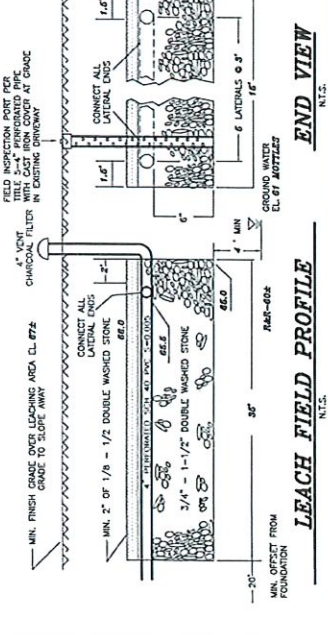 MIN. FINISH GRADE OVER LEACHING AREA EL 67±
GRADE TO SLOPE AWAY
4" VENT
CHARCOAL FILTER
FIELD INSPECTION PORT PER
TITLE 5-4" PERFORATED PIPE
WITH CAST IRON COVER AT GRADE
IN EXISTING DRIVEWAY
MIN. 2" OF 1/8 - 1/2 DOUBLE WASHED STONE
66.0
CONNECT ALL
LATERAL ENDS
2"
4" PERFORATED SCH 40 PVC S=0.005
65.5
3/4" - 1-1/2" DOUBLE WASHED STONE
65.0
20'
MIN. OFFSET FROM
FOUNDATION
35'
4' MIN
GROUND WATER
EL. 61 MOTTLES
LEACH FIELD PROFILE
N.T.S.
1.5'
CONNECT ALL
LATERAL ENDS
1.5'
6"
6 LATERALS @ 3'
END VIEW
N.T.S.